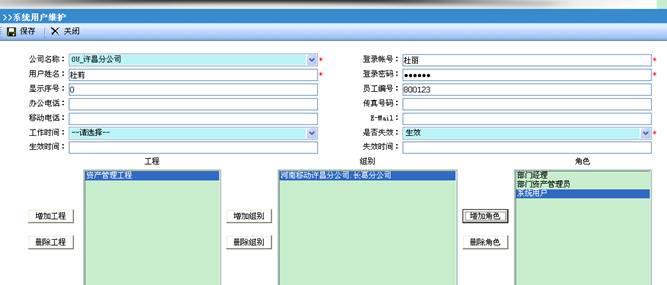 >>系统用户维护
保存 关闭
公司名称： OU_许昌分公司 * 登录帐号： 杜丽 *
用户姓名： 杜莉 * 登录密码： ●●●●●● *
显示序号： 0 员工编号： 800123
办公电话： 传真号码：
移动电话： E-Mail：
工作时间： --请选择-- 是否失效： 生效 *
生效时间： 失效时间：
工程 组别 角色
资产管理工程 河南移动许昌分公司.长葛分公司 部门经理
部门资产管理员
系统用户
增加工程 增加组别 增加角色
删除工程 删除组别 删除角色